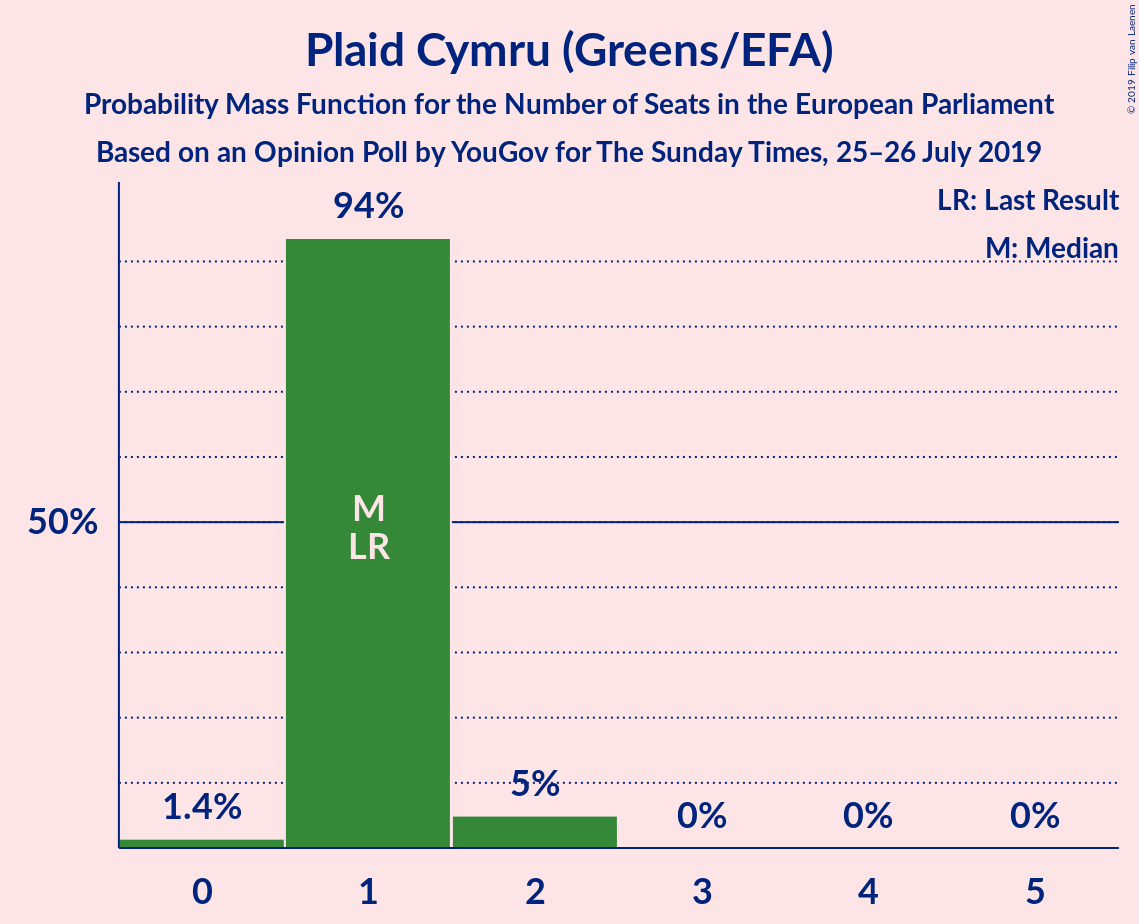 Plaid Cymru (Greens/EFA)
Probability Mass Function for the Number of Seats in the European Parliament
Based on an Opinion Poll by YouGov for The Sunday Times, 25–26 July 2019
© 2019 Filip van Laenen
LR: Last Result
M: Median
94%
M
LR
50%
1.4%
5%
0%
0%
0%
0
1
2
3
4
5